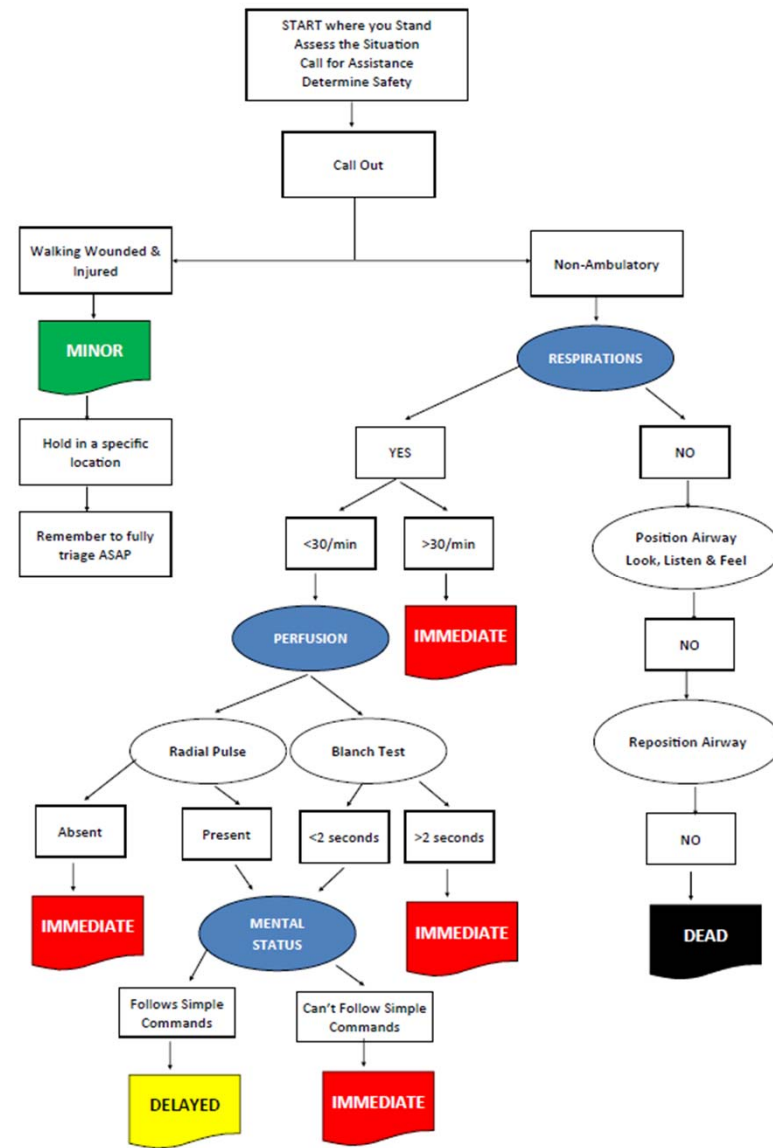 START where you Stand
Assess the Situation
Call for Assistance
Determine Safety
Call Out
Walking Wounded &
Injured
Non-Ambulatory
MINOR
RESPIRATIONS
Hold in a specific
location
YES
NO
Remember to fully
triage ASAP
<30/min
>30/min
Position Airway
Look, Listen & Feel
PERFUSION
IMMEDIATE
NO
Radial Pulse
Blanch Test
Reposition Airway
Absent
Present
<2 seconds
>2 seconds
NO
IMMEDIATE
MENTAL
STATUS
IMMEDIATE
DEAD
Follows Simple
Commands
Can't Follow Simple
Commands
DELAYED
IMMEDIATE